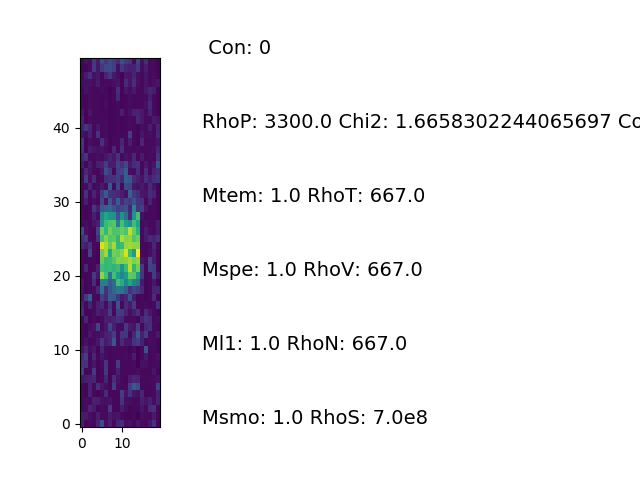 Con: 0
RhoP: 3300.0 Chi2: 1.6658302244065697 Co
40
Mtem: 1.0 RhoT: 667.0
30
Mspe: 1.0 RhoV: 667.0
20
Ml1: 1.0 RhoN: 667.0
10
Msmo: 1.0 RhoS: 7.0e8
0
0 10